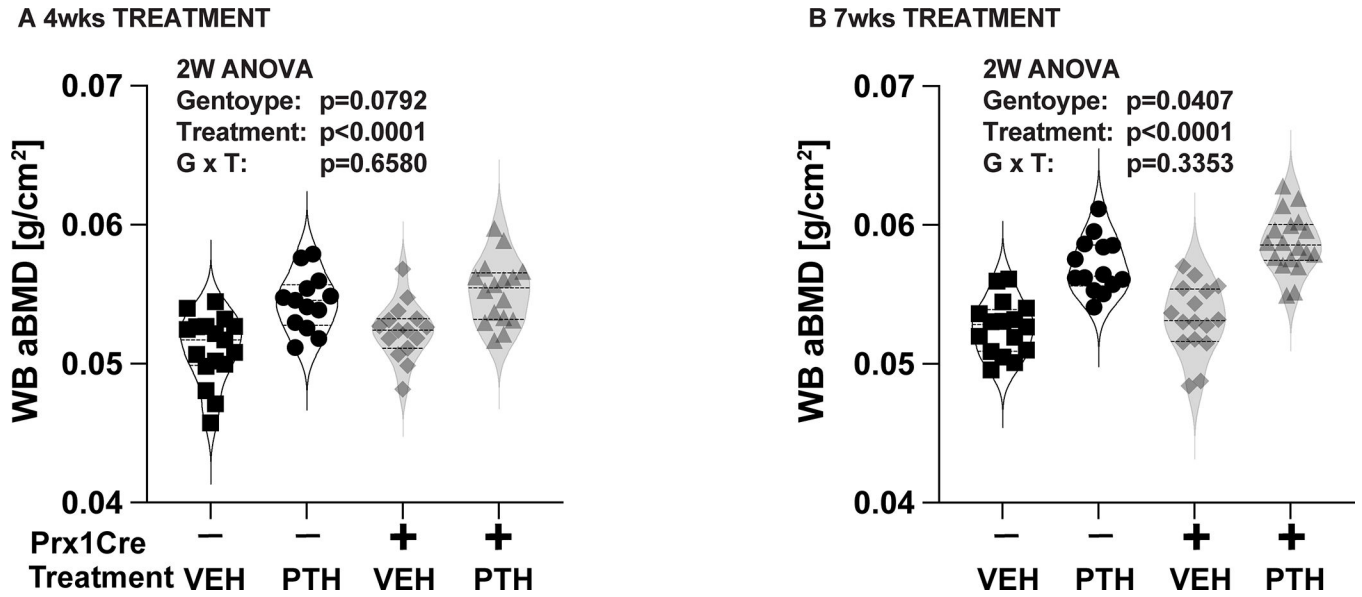 A 4wks TREATMENT
2W ANOVA
Gentoype: p=0.0792
Treatment: p<0.0001
G x T: p=0.6580
WB aBMD [g/cm²]
0.07
0.06
0.05
0.04
Prx1Cre − − + +
Treatment VEH PTH VEH PTH
B 7wks TREATMENT
2W ANOVA
Gentoype: p=0.0407
Treatment: p<0.0001
G x T: p=0.3353
WB aBMD [g/cm²]
0.07
0.06
0.05
0.04
− − + +
VEH PTH VEH PTH